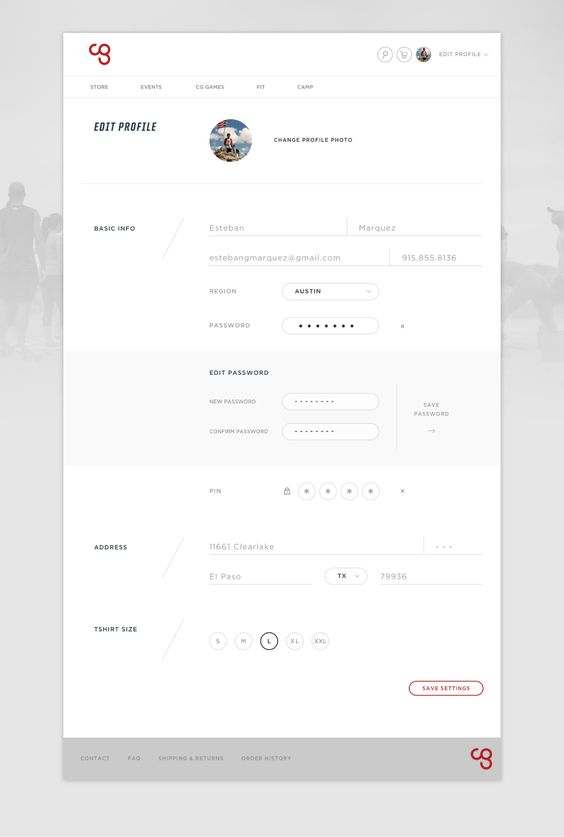 cg
EDIT PROFILE
STORE EVENTS CG GAMES FIT CAMP
EDIT PROFILE
CHANGE PROFILE PHOTO
BASIC INFO
Esteban Marquez
estebangmarquez@gmail.com 915.855.8136
REGION AUSTIN
PASSWORD • • • • • • • ×
EDIT PASSWORD
NEW PASSWORD - - - - - - - -
CONFIRM PASSWORD - - - - - - - -
SAVE
PASSWORD
→
PIN * * * * ×
ADDRESS
11661 Clearlake - - -
El Paso TX 79936
TSHIRT SIZE
S M L XL XXL
SAVE SETTINGS
CONTACT FAQ SHIPPING & RETURNS ORDER HISTORY
cg